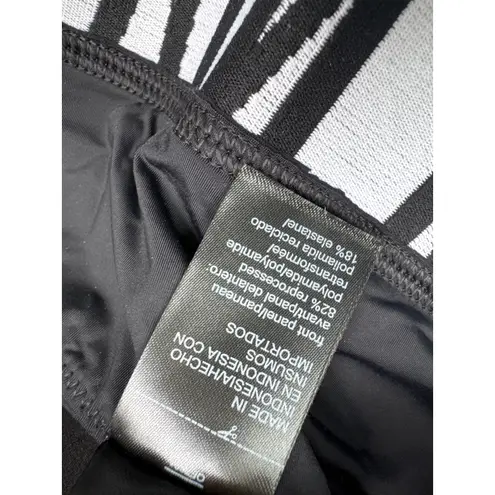 MADE IN
INDONESIA/HECHO
EN INDONESIA CON
INSUMOS
IMPORTADOS
front panel/panneau
avant/panel delantero:
82% reprocessed
polyamide/polyamide
retransformée/
poliamida reciclado
18% elastane/